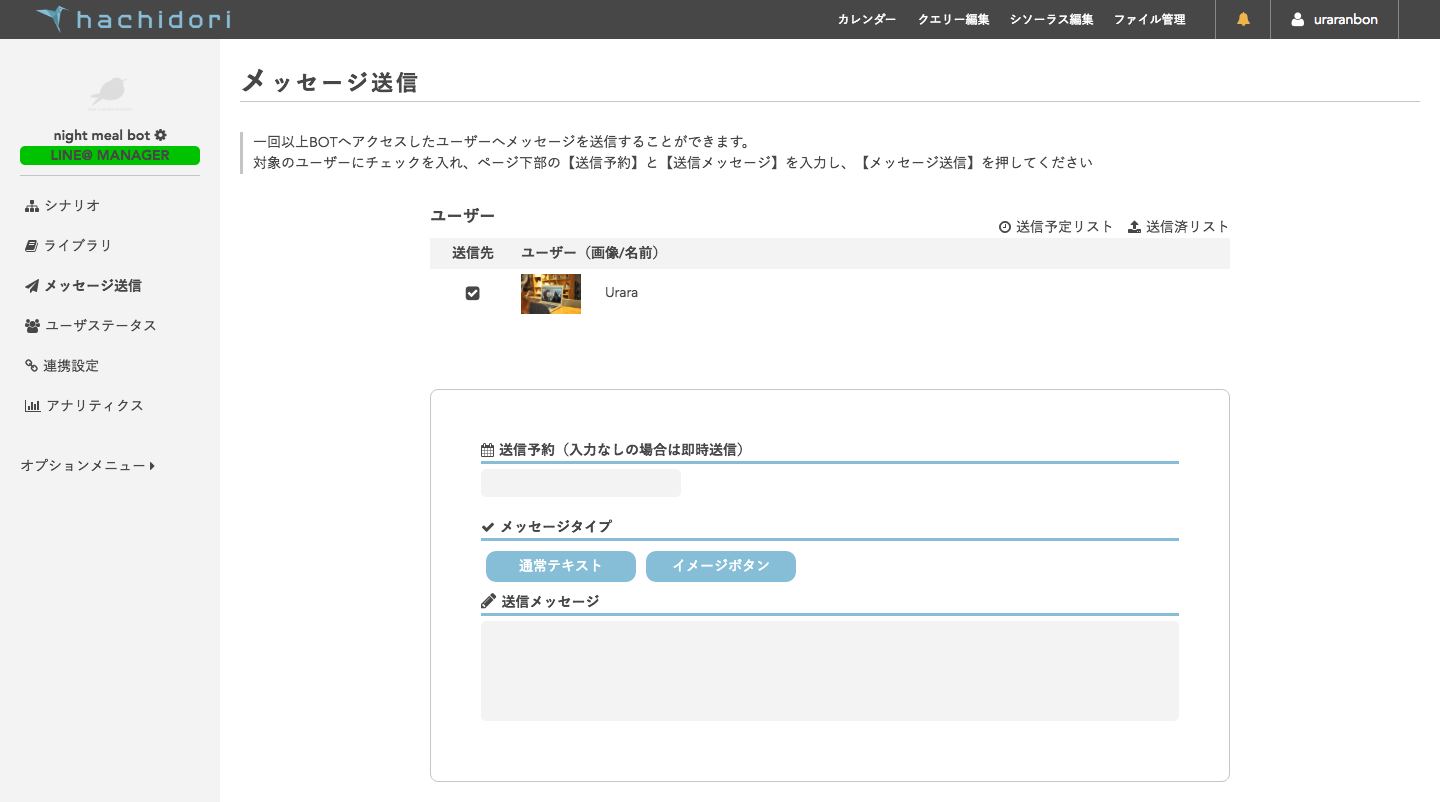 hachidori
カレンダー クエリー編集 シソーラス編集 ファイル管理 uraranbon
night meal bot
LINE@ MANAGER
シナリオ
ライブラリ
メッセージ送信
ユーザステータス
連携設定
アナリティクス
オプションメニュー
メッセージ送信
一回以上BOTへアクセスしたユーザーへメッセージを送信することができます。
対象のユーザーにチェックを入れ、ページ下部の【送信予約】と【送信メッセージ】を入力し、【メッセージ送信】を押してください
ユーザー
送信予定リスト 送信済リスト
送信先 ユーザー（画像/名前）
Urara
送信予約（入力なしの場合は即時送信）
メッセージタイプ
通常テキスト イメージボタン
送信メッセージ